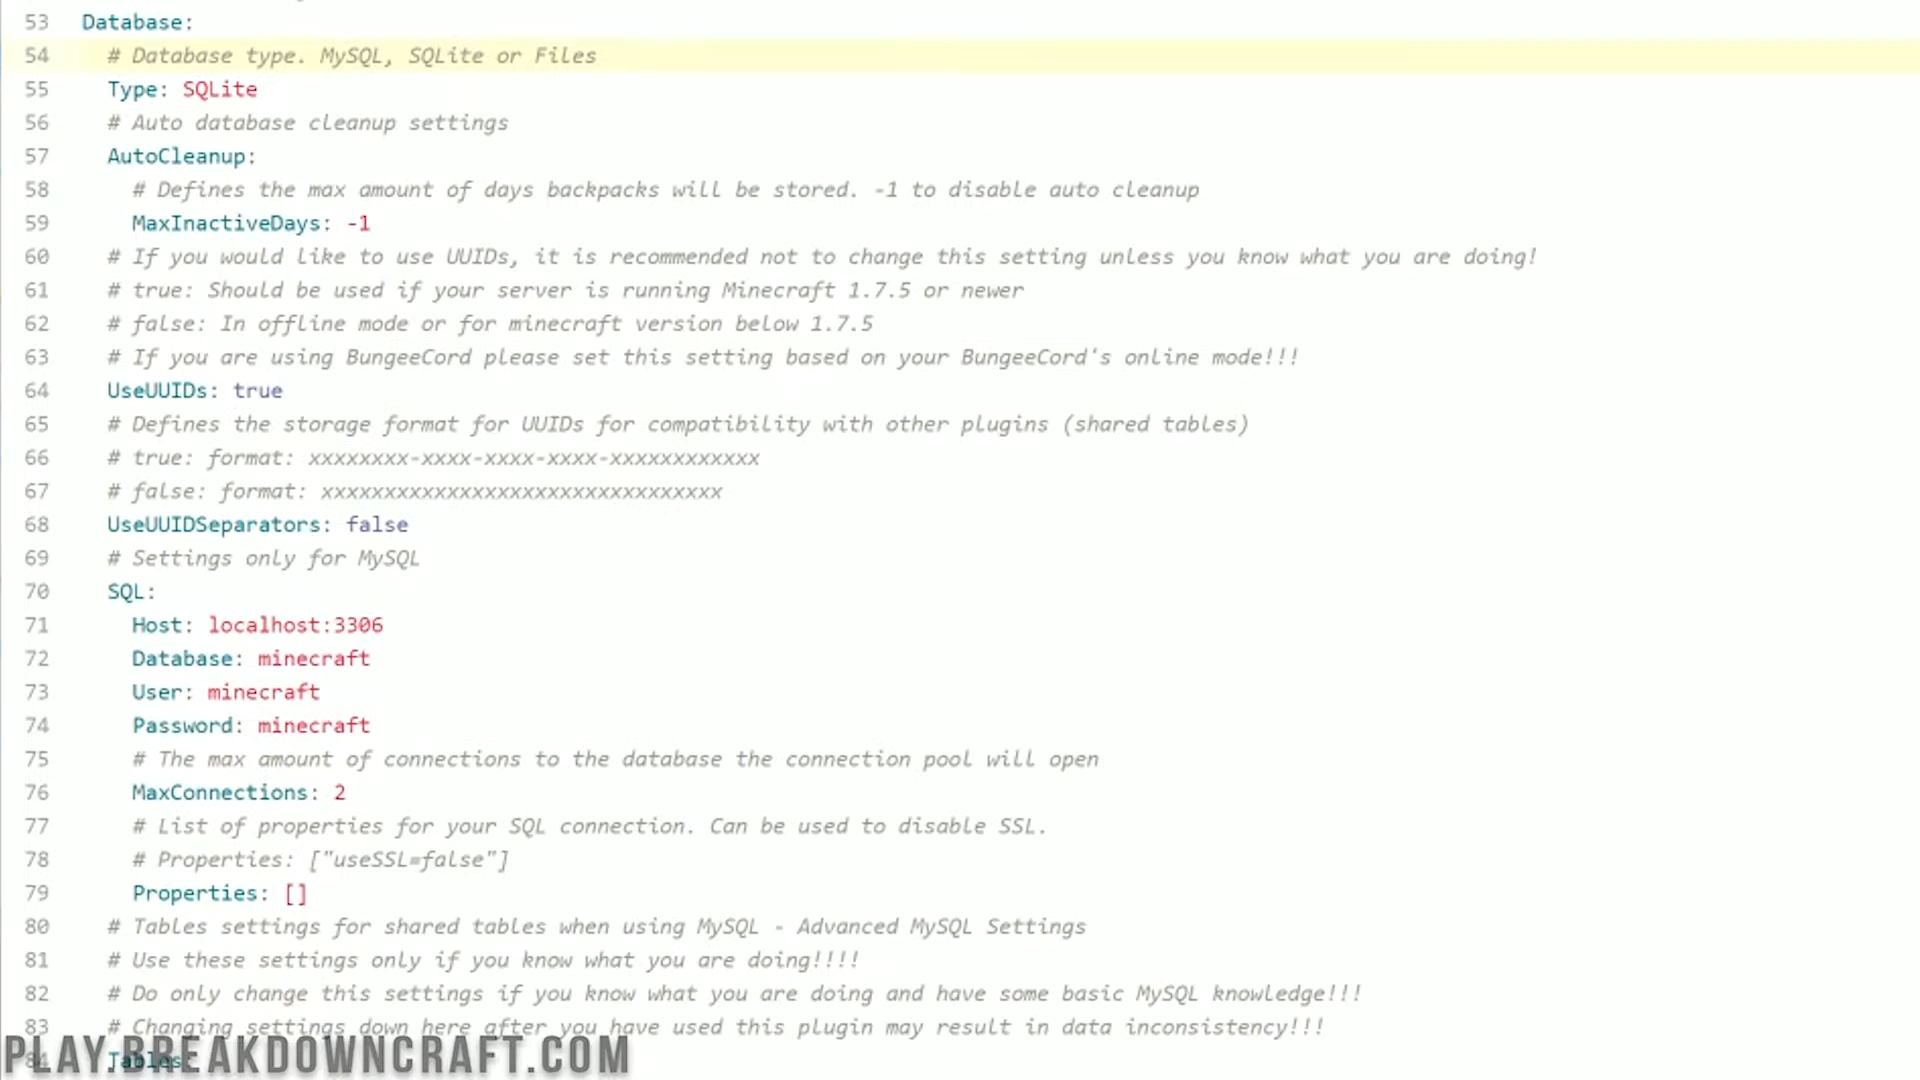 53 Database:
54 # Database type. MySQL, SQLite or Files
55 Type: SQLite
56 # Auto database cleanup settings
57 AutoCleanup:
58 # Defines the max amount of days backpacks will be stored. -1 to disable auto cleanup
59 MaxInactiveDays: -1
60 # If you would like to use UUIDs, it is recommended not to change this setting unless you know what you are doing!
61 # true: Should be used if your server is running Minecraft 1.7.5 or newer
62 # false: In offline mode or for minecraft version below 1.7.5
63 # If you are using BungeeCord please set this setting based on your BungeeCord's online mode!!!
64 UseUUIDs: true
65 # Defines the storage format for UUIDs for compatibility with other plugins (shared tables)
66 # true: format: xxxxxxxx-xxxx-xxxx-xxxx-xxxxxxxxxxxx
67 # false: format: xxxxxxxxxxxxxxxxxxxxxxxxxxxxxxxx
68 UseUUIDSeparators: false
69 # Settings only for MySQL
70 SQL:
71 Host: localhost:3306
72 Database: minecraft
73 User: minecraft
74 Password: minecraft
75 # The max amount of connections to the database the connection pool will open
76 MaxConnections: 2
77 # List of properties for your SQL connection. Can be used to disable SSL.
78 # Properties: ["useSSL=false"]
79 Properties: []
80 # Tables settings for shared tables when using MySQL - Advanced MySQL Settings
81 # Use these settings only if you know what you are doing!!!!
82 # Do only change this settings if you know what you are doing and have some basic MySQL knowledge!!!
83 # Changing settings down here after you have used this plugin may result in data inconsistency!!!
84 Tables:
PLAY.BREAKDOWNCRAFT.COM